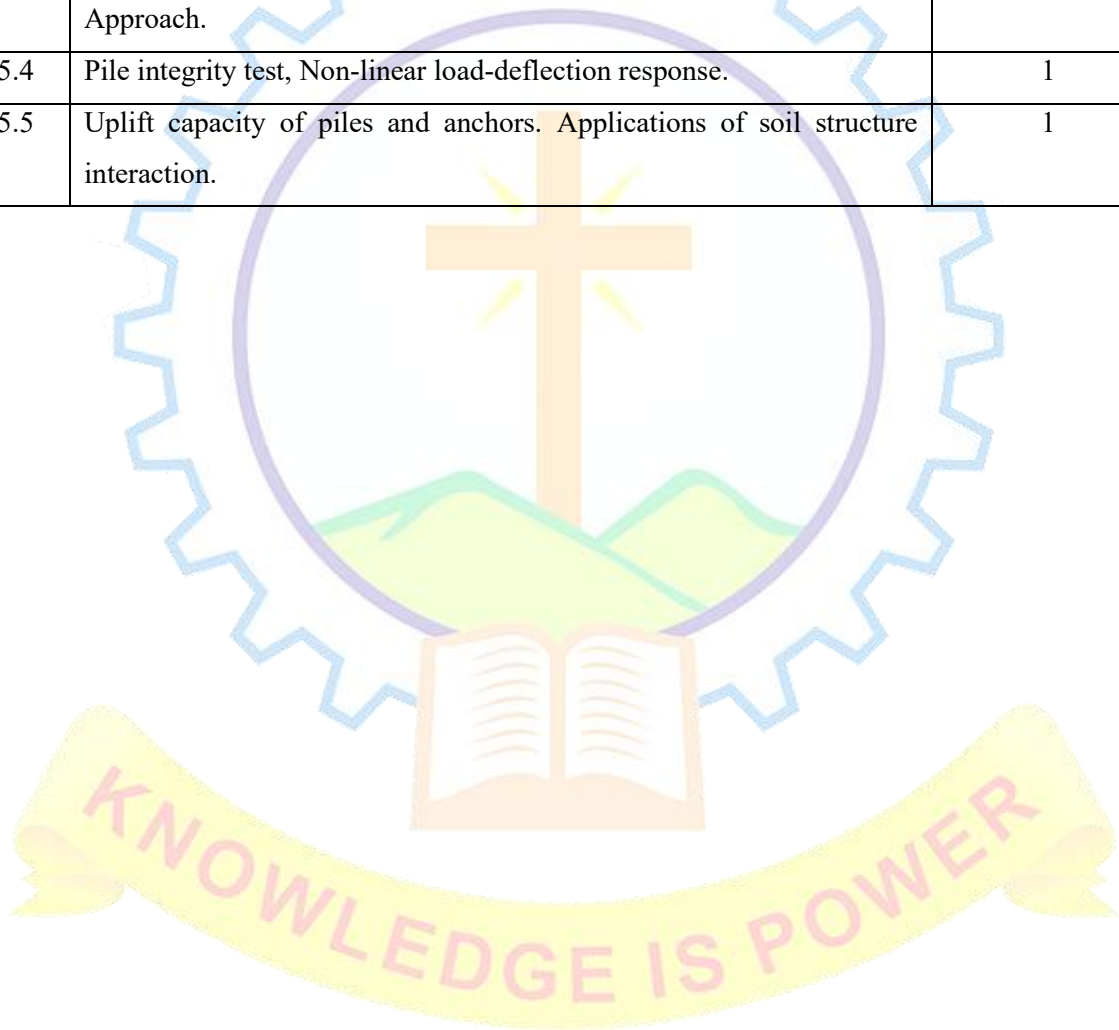 Approach.
5.4 Pile integrity test, Non-linear load-deflection response. 1
5.5 Uplift capacity of piles and anchors. Applications of soil structure 1
interaction.
KNOWLEDGE IS POWER